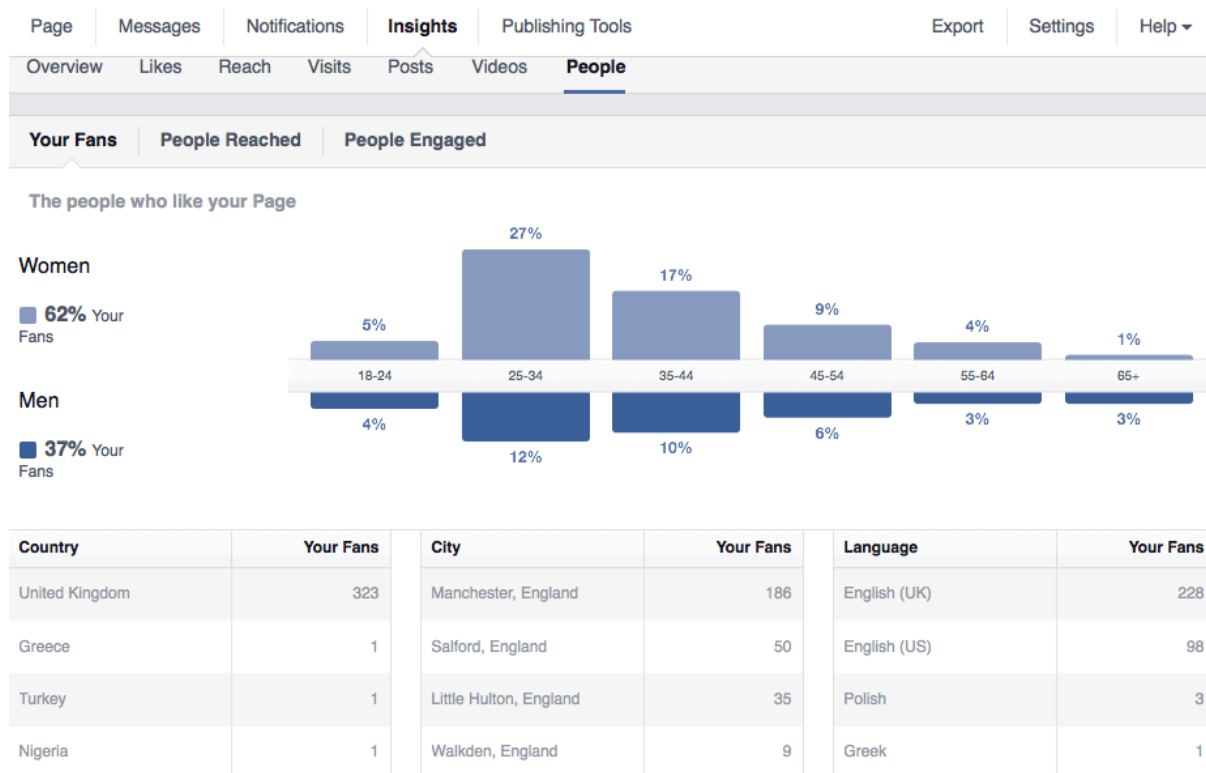 Page Messages Notifications Insights Publishing Tools Export Settings Help
Overview Likes Reach Visits Posts Videos People
Your Fans People Reached People Engaged
The people who like your Page
Women
62% Your
Fans
5% 27% 17% 9% 4% 1%
18-24 25-34 35-44 45-54 55-64 65+
Men
37% Your
Fans
4% 12% 10% 6% 3% 3%
Country Your Fans City Your Fans Language Your Fans
United Kingdom 323 Manchester, England 186 English (UK) 228
Greece 1 Salford, England 50 English (US) 98
Turkey 1 Little Hulton, England 35 Polish 3
Nigeria 1 Walkden, England 9 Greek 1